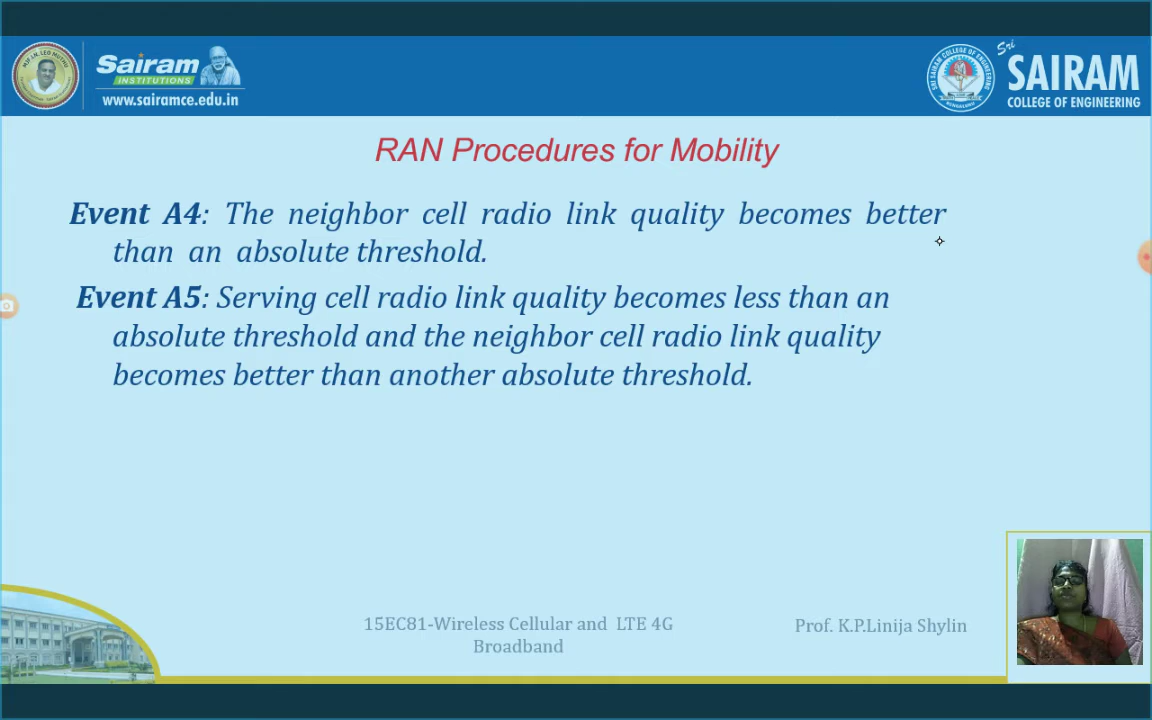 Sairam
INSTITUTIONS
www.sairamce.edu.in
Sri
SAIRAM
COLLEGE OF ENGINEERING
RAN Procedures for Mobility
Event A4: The neighbor cell radio link quality becomes better
than an absolute threshold.
Event A5: Serving cell radio link quality becomes less than an
absolute threshold and the neighbor cell radio link quality
becomes better than another absolute threshold.
15EC81-Wireless Cellular and LTE 4G
Broadband
Prof. K.P.Linija Shylin